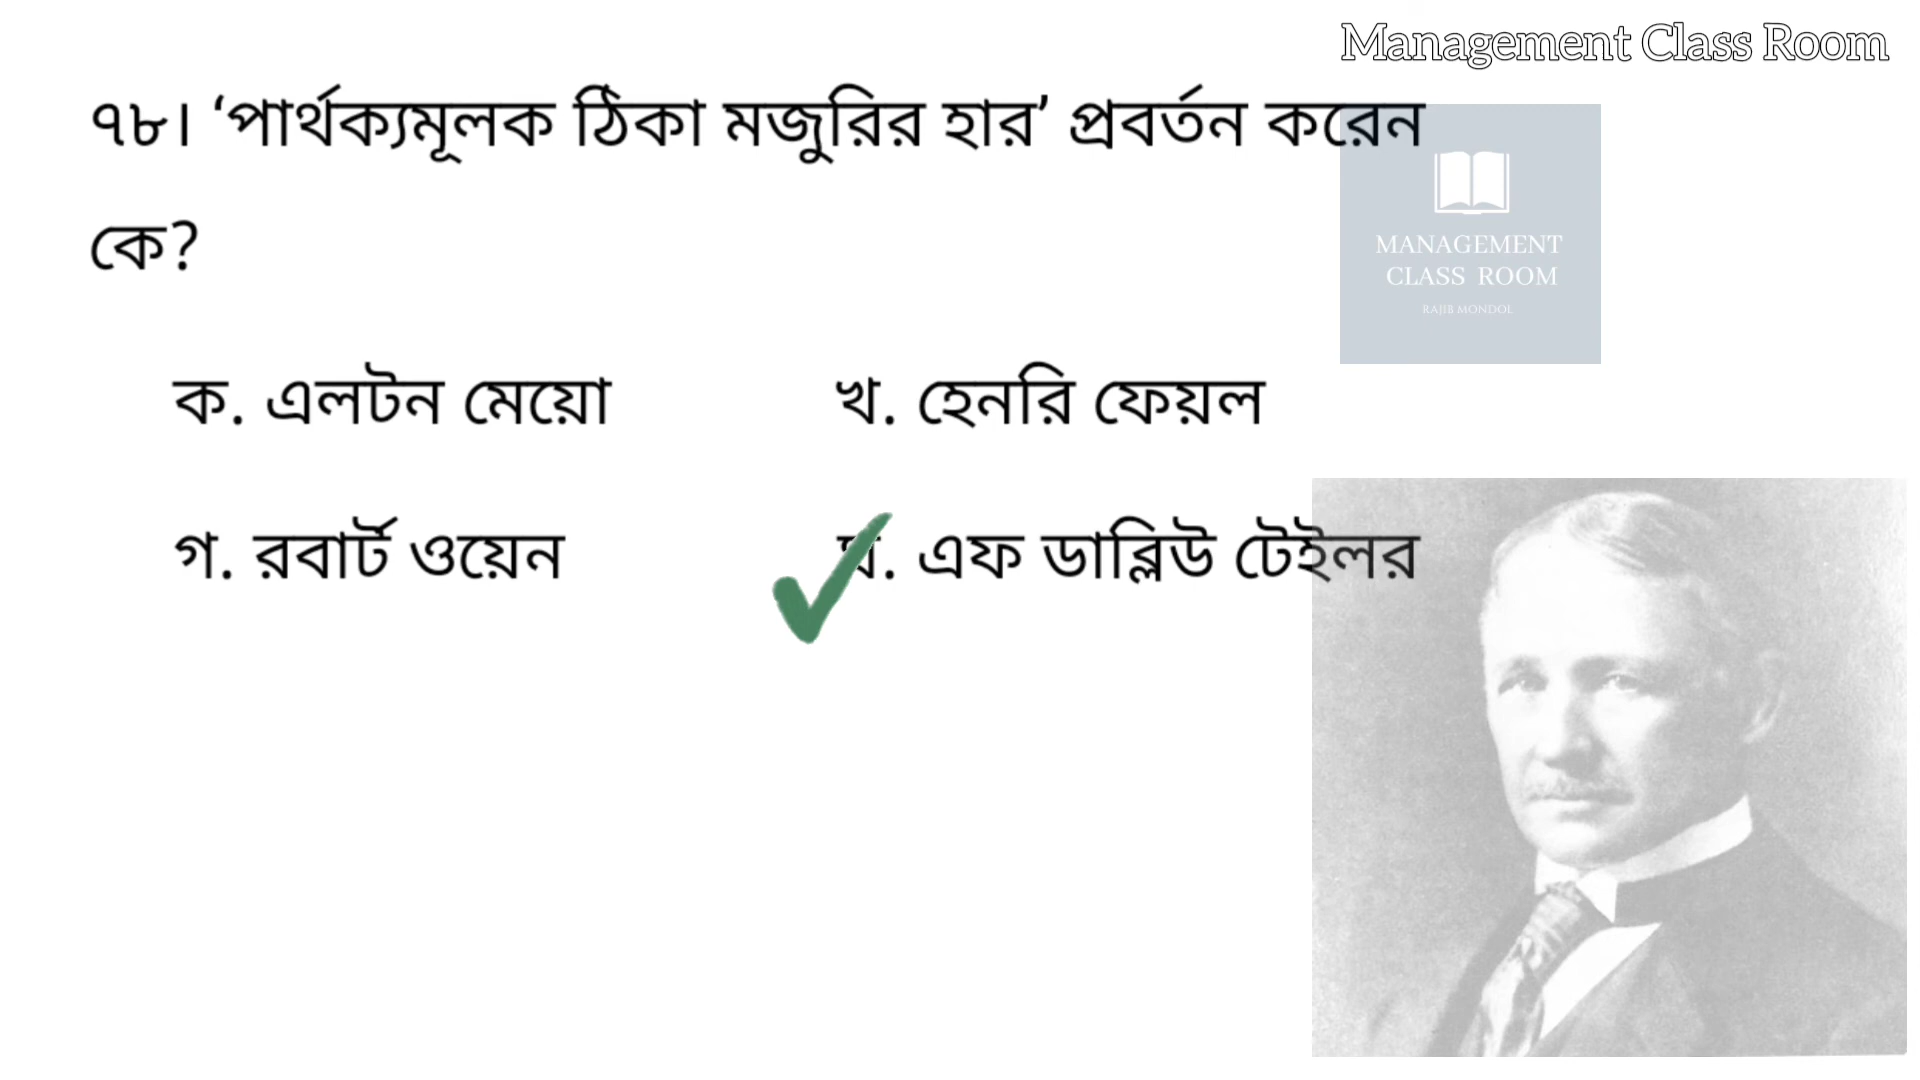 Management Class Room
৭৮। ‘পার্থক্যমূলক ঠিকা মজুরির হার’ প্রবর্তন করেন
কে?
MANAGEMENT
CLASS ROOM
RAJIB MONDOL
ক. এলটন মেয়ো খ. হেনরি ফেয়ল
গ. রবার্ট ওয়েন ঘ. এফ ডাব্লিউ টেইলর